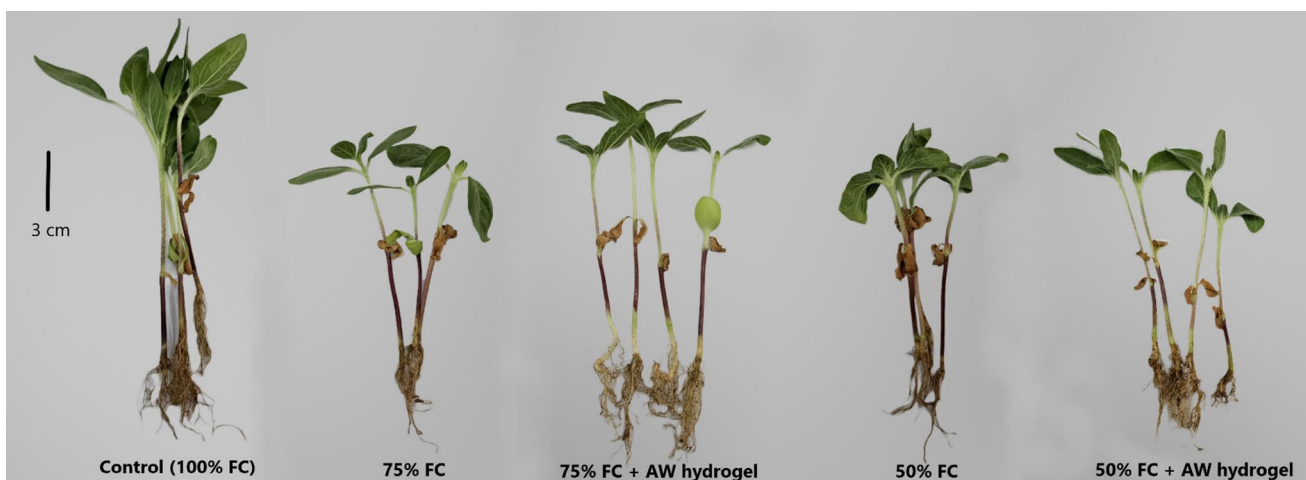 3 cm
Control (100% FC)
75% FC
75% FC + AW hydrogel
50% FC
50% FC + AW hydrogel